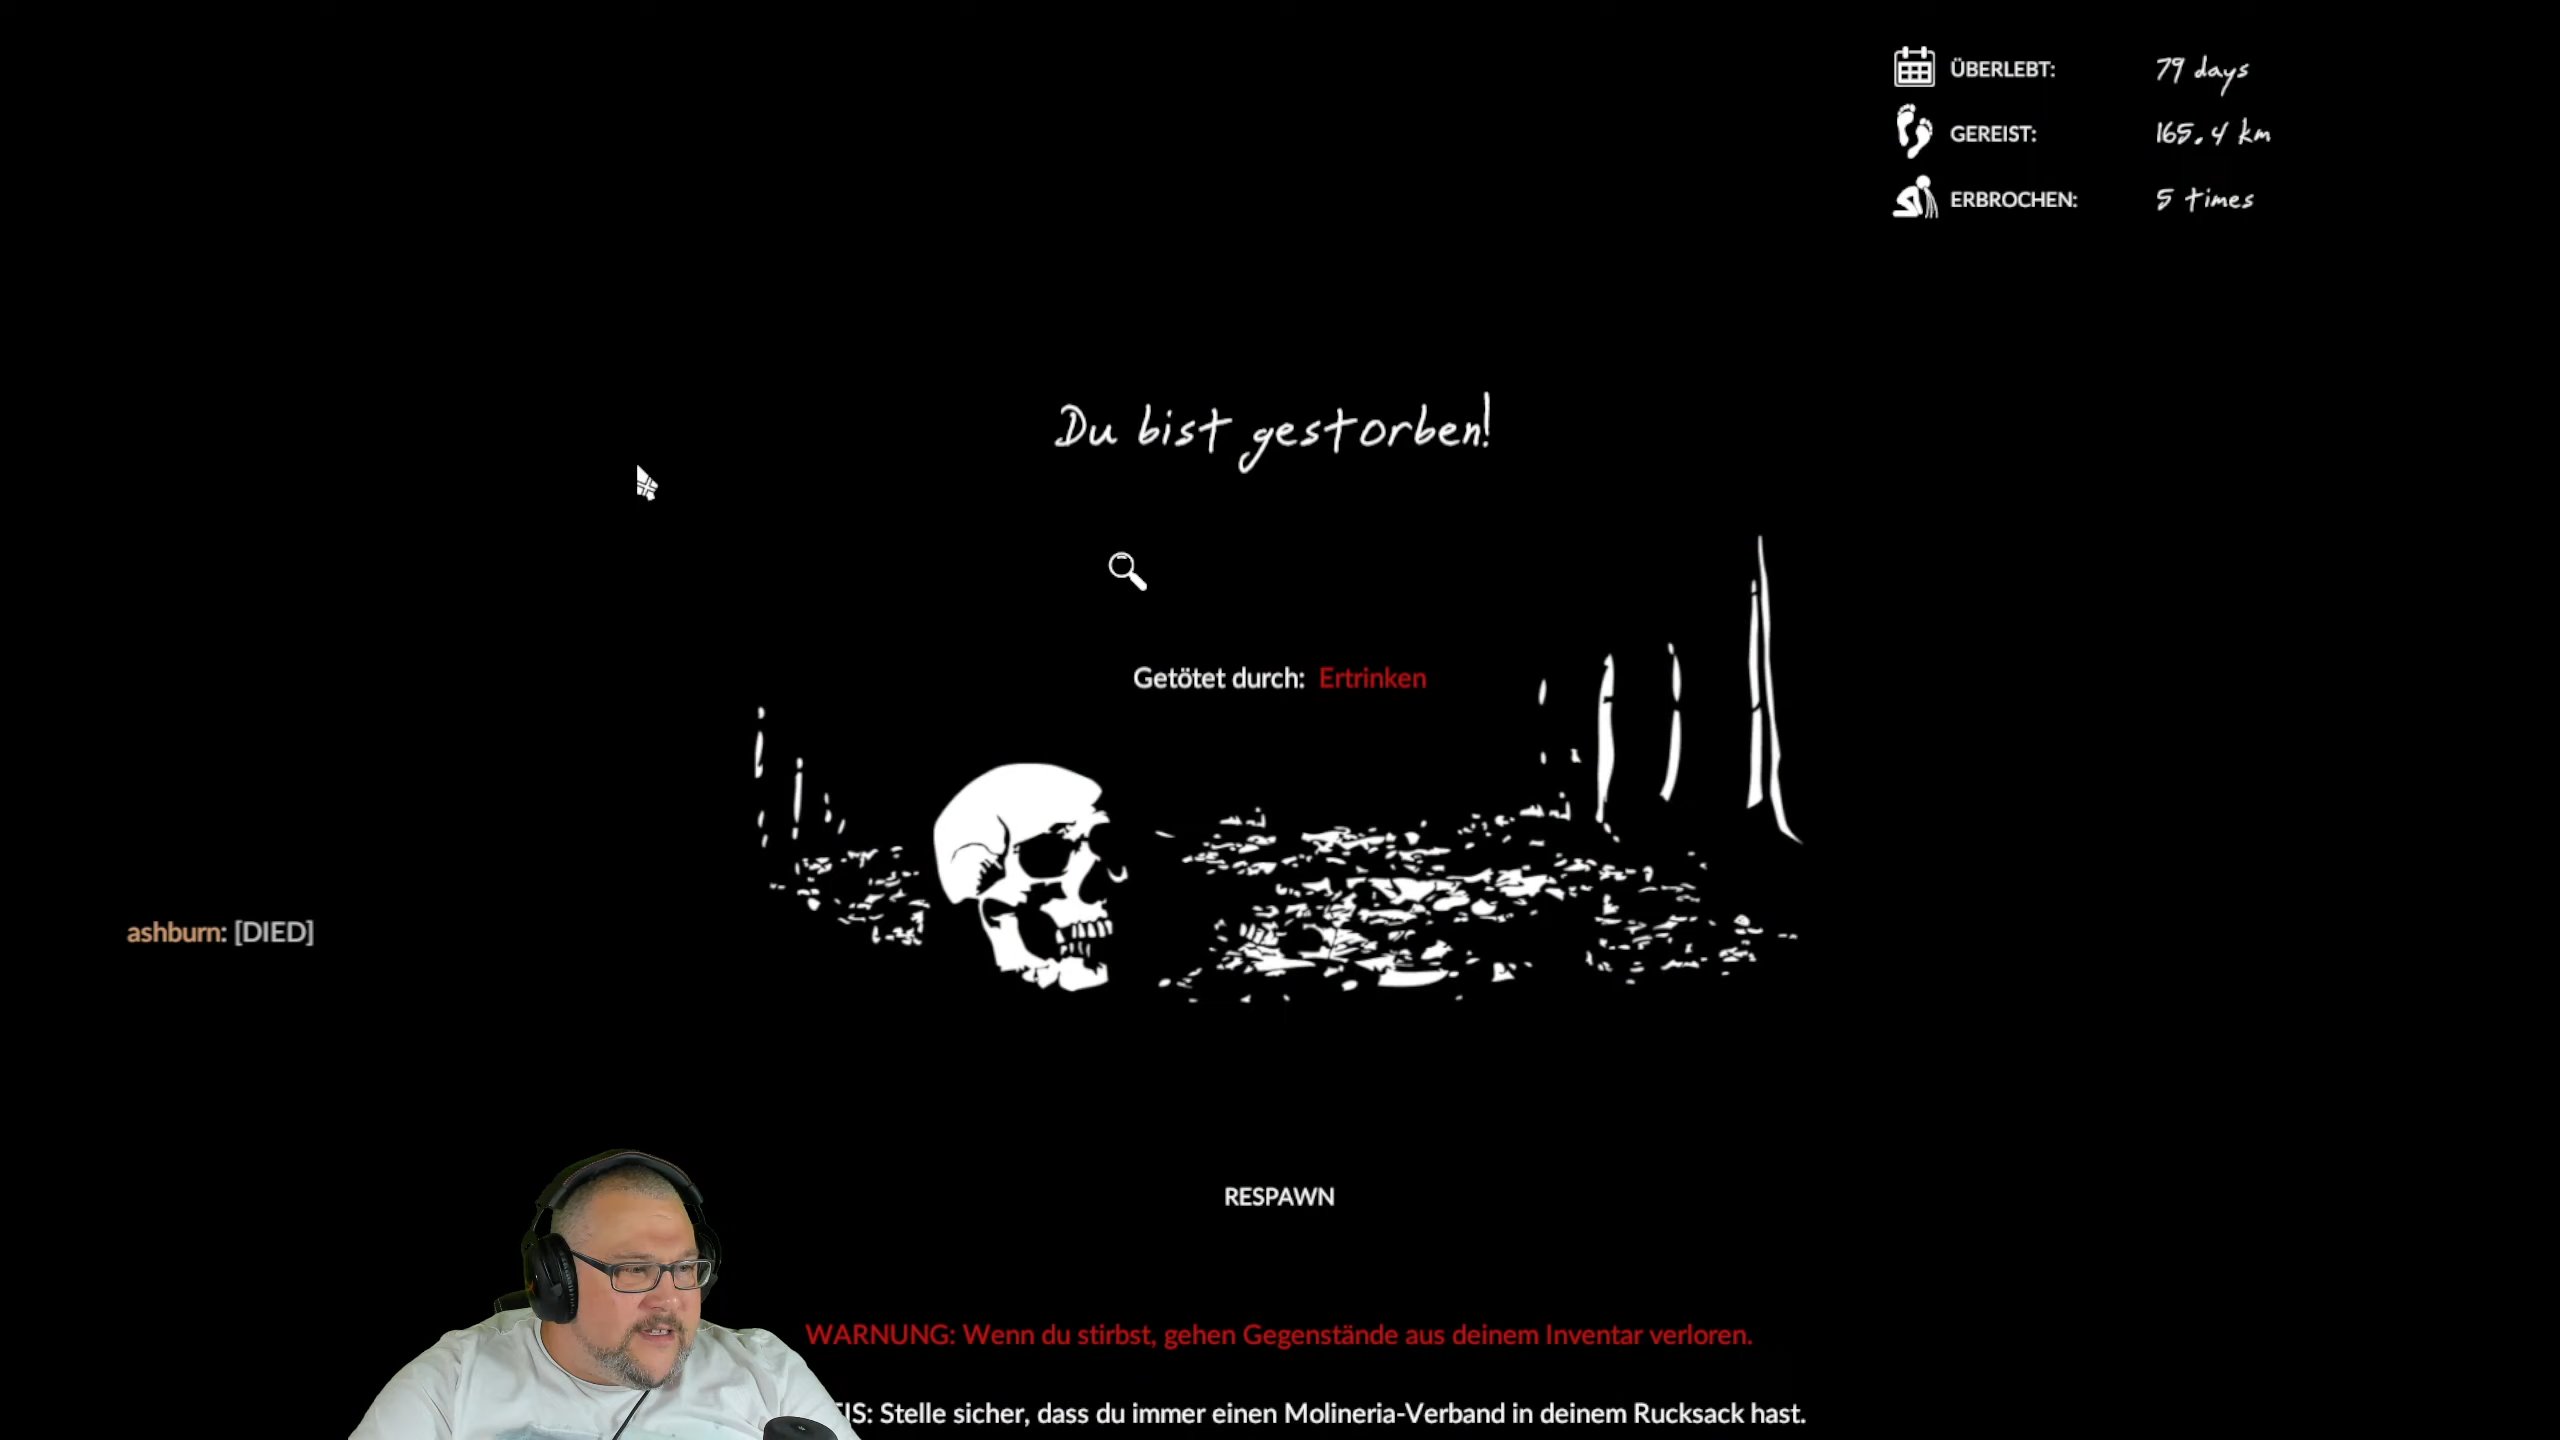 ÜBERLEBT: 79 days
GEREIST: 165.4 km
ERBROCHEN: 5 times
Du bist gestorben!
Getötet durch: Ertrinken
ashburn: [DIED]
RESPAWN
WARNUNG: Wenn du stirbst, gehen Gegenstände aus deinem Inventar verloren.
Stelle sicher, dass du immer einen Molineria-Verband in deinem Rucksack hast.